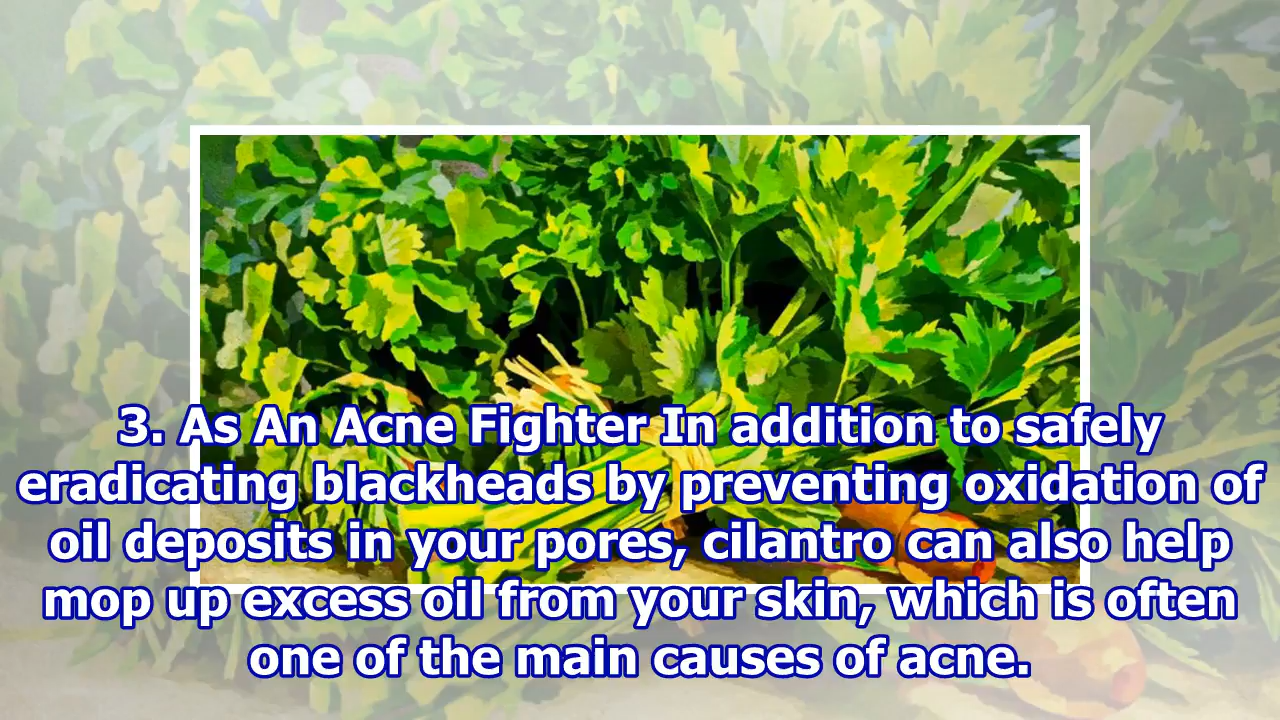 3. As An Acne Fighter In addition to safely
eradicating blackheads by preventing oxidation of
oil deposits in your pores, cilantro can also help
mop up excess oil from your skin, which is often
one of the main causes of acne.